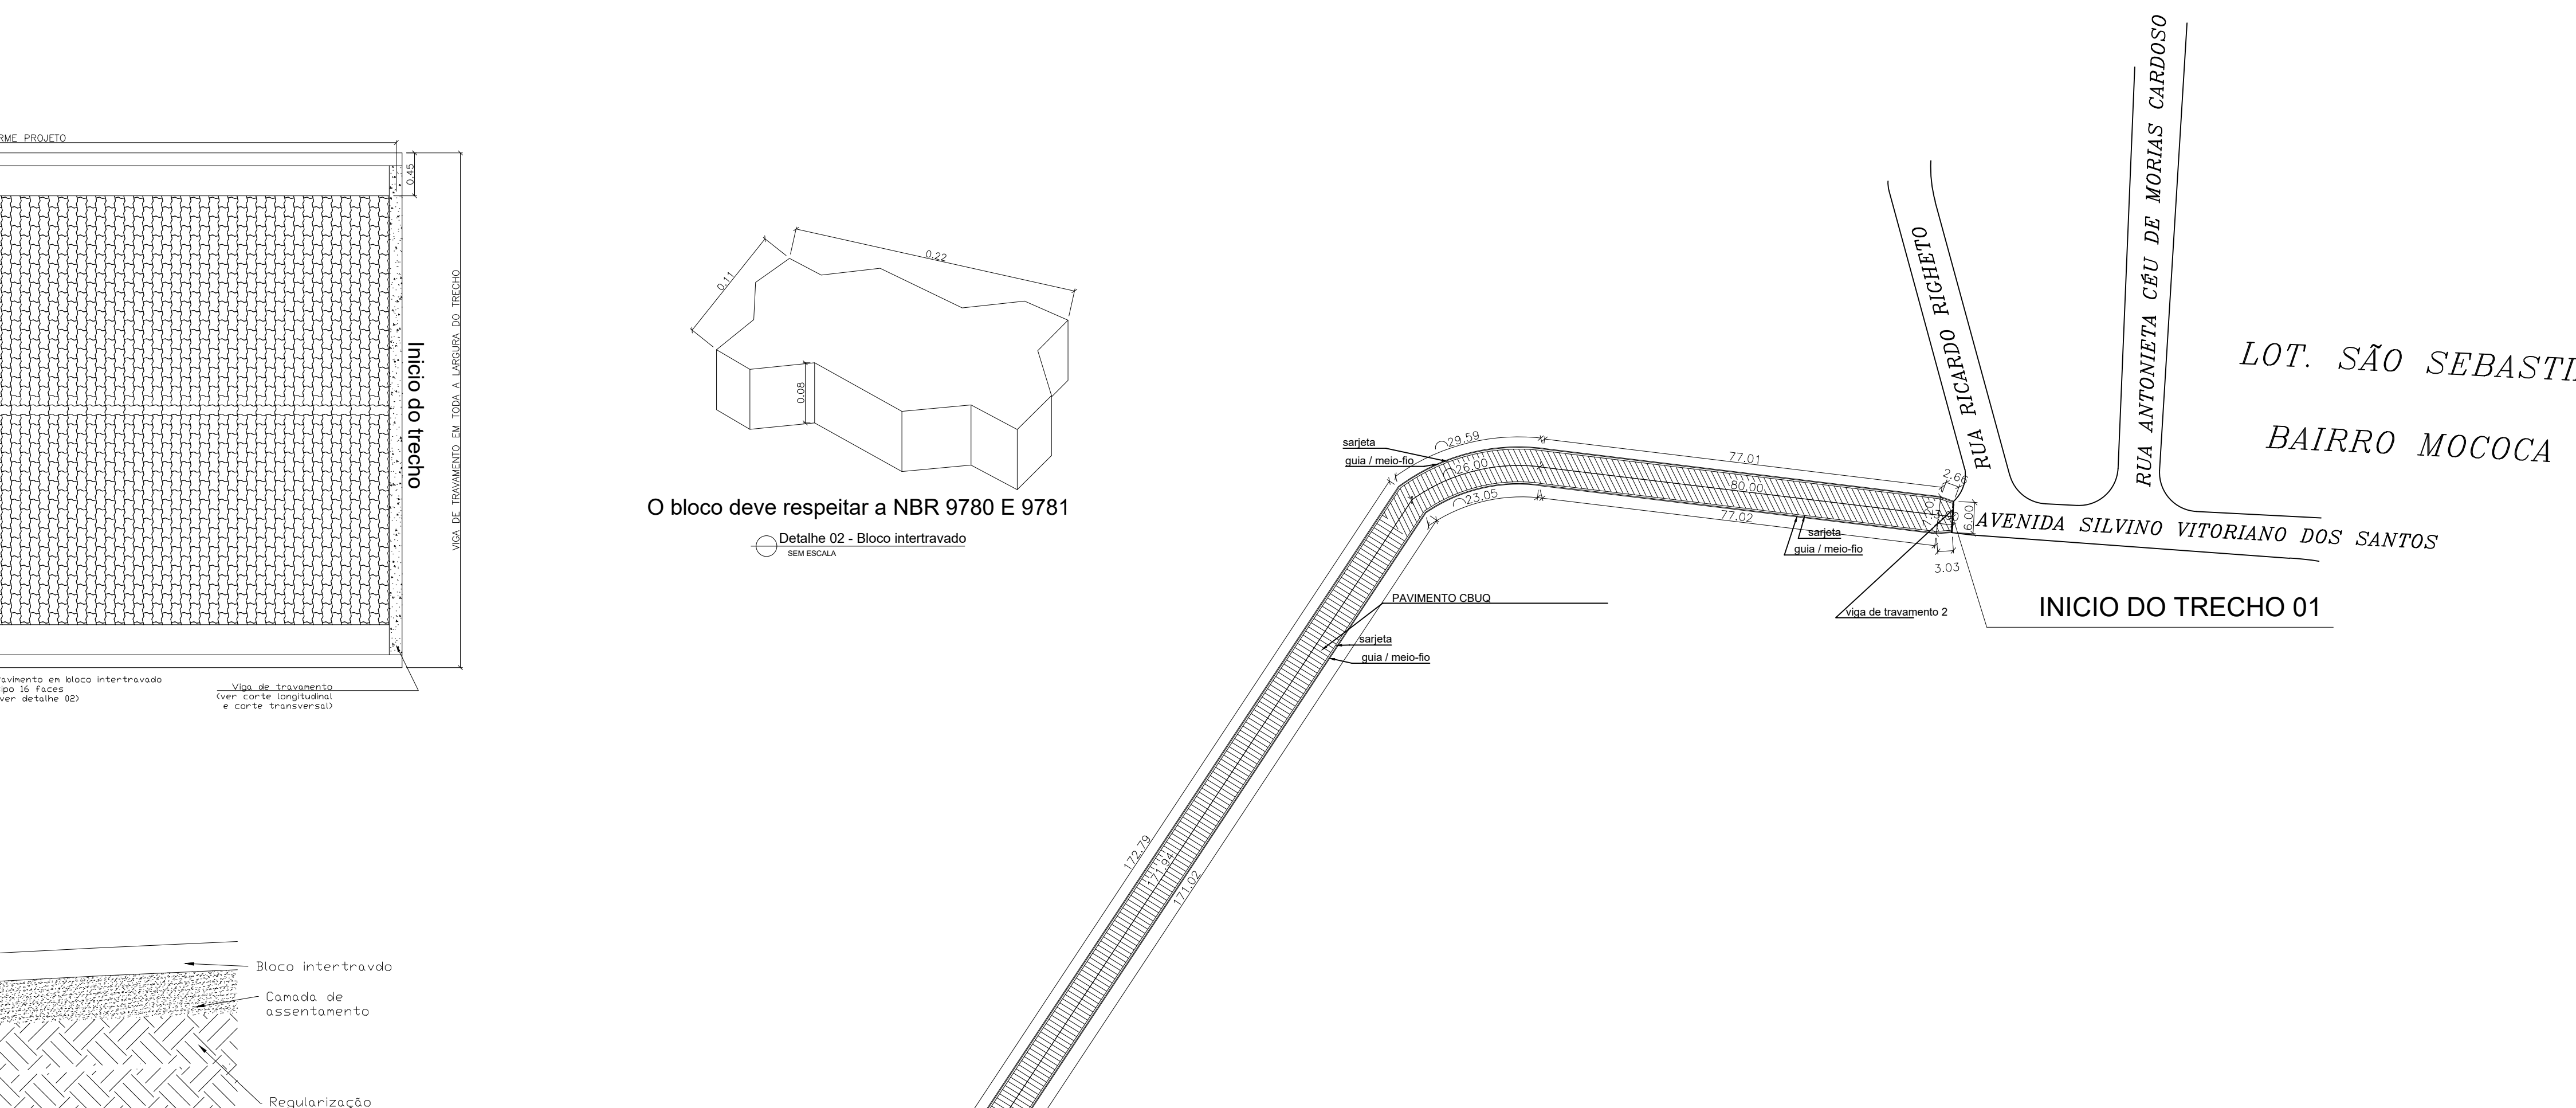 RME PROJETO
0.45
VIGA DE TRAVAMENTO EM TODA A LARGURA DO TRECHO
Inicio do trecho
avimento em bloco intertravado
ipo 16 faces
ver detalhe 02)
Viga de travamento
(ver corte longitudinal
e corte transversal)
0.11
0.22
0.08
O bloco deve respeitar a NBR 9780 E 9781
Detalhe 02 - Bloco intertravado
SEM ESCALA
Bloco intertravdo
Camada de
assentamento
Regularização
sarjeta
guia / meio-fio
29.59
26.00
23.05
77.01
80.00
77.02
2.66
7.20
6.00
3.03
sarjeta
guia / meio-fio
viga de travamento 2
PAVIMENTO CBUQ
sarjeta
guia / meio-fio
172.79
171.94
171.02
RUA RICARDO RIGHETO
RUA ANTONIETA CÉU DE MORIAS CARDOSO
LOT. SÃO SEBASTI
BAIRRO MOCOCA
AVENIDA SILVINO VITORIANO DOS SANTOS
INICIO DO TRECHO 01